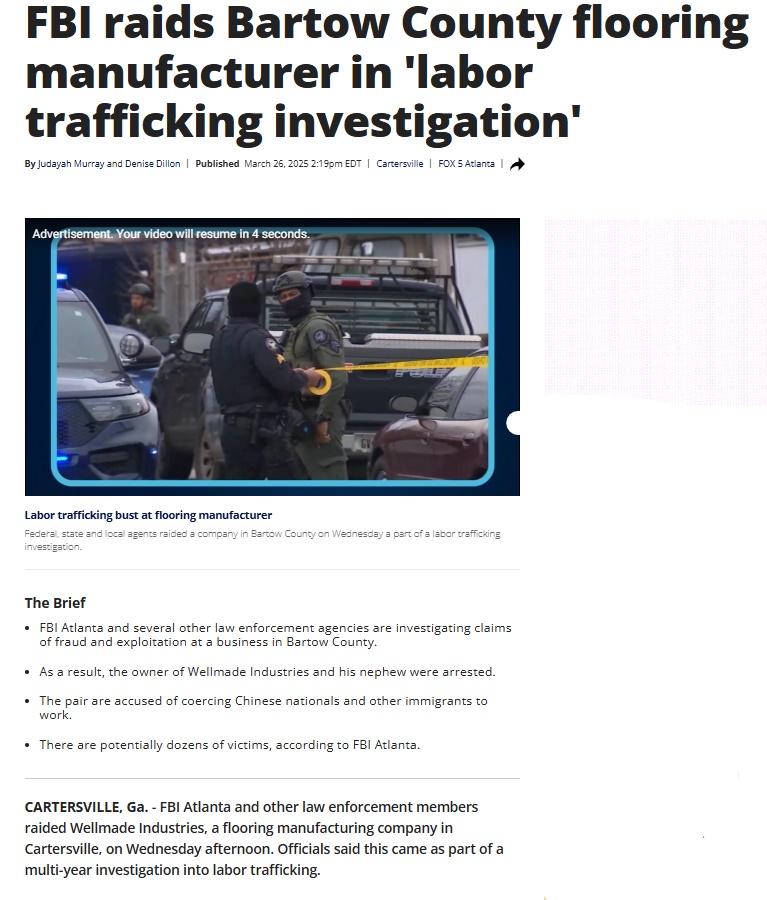 FBI raids Bartow County flooring
manufacturer in 'labor
trafficking investigation'
By Judayah Murray and Denise Dillon | Published March 26, 2025 2:19pm EDT | Cartersville | FOX 5 Atlanta |
Advertisement. Your video will resume in 4 seconds.
Labor trafficking bust at flooring manufacturer
Federal, state and local agents raided a company in Bartow County on Wednesday a part of a labor trafficking
investigation.
The Brief
• FBI Atlanta and several other law enforcement agencies are investigating claims
of fraud and exploitation at a business in Bartow County.
• As a result, the owner of Wellmade Industries and his nephew were arrested.
• The pair are accused of coercing Chinese nationals and other immigrants to
work.
• There are potentially dozens of victims, according to FBI Atlanta.
CARTERSVILLE, Ga. - FBI Atlanta and other law enforcement members
raided Wellmade Industries, a flooring manufacturing company in
Cartersville, on Wednesday afternoon. Officials said this came as part of a
multi-year investigation into labor trafficking.